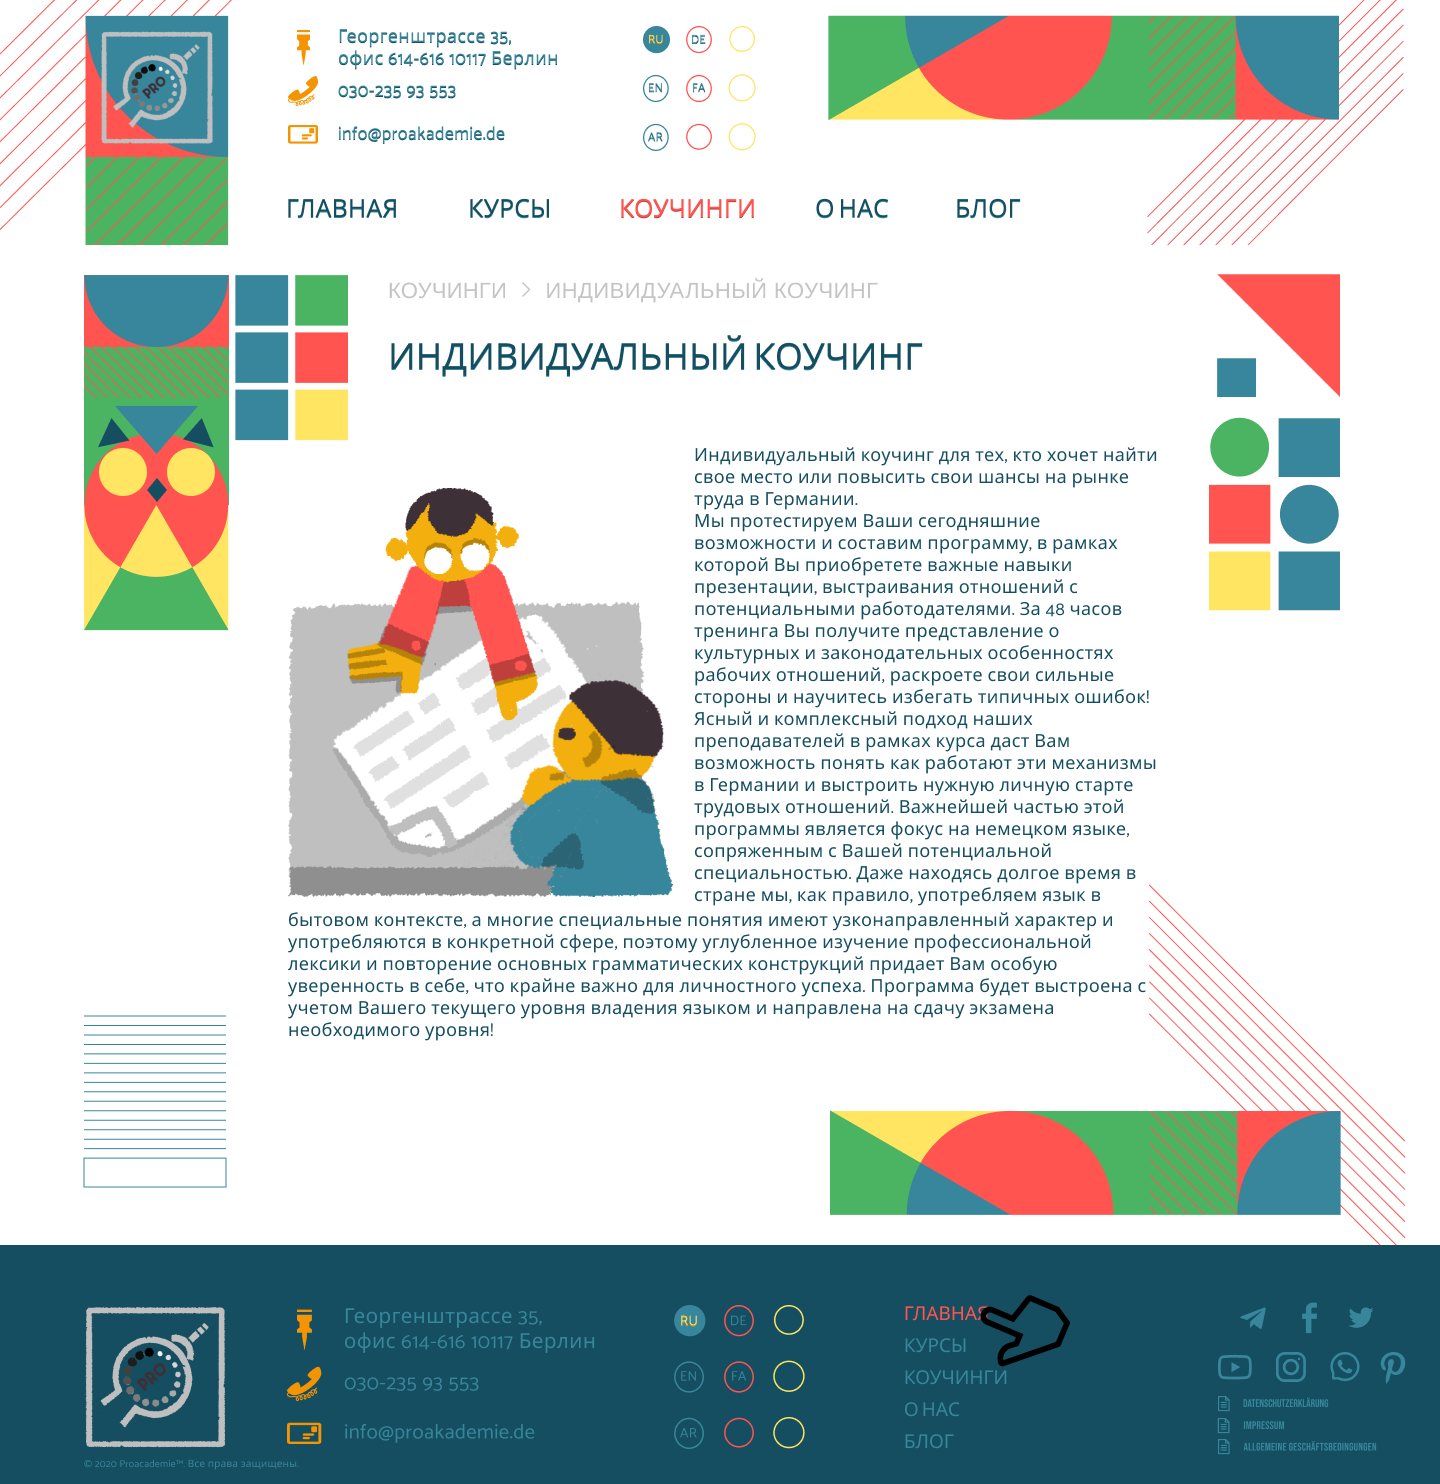 PRO
Георгенштрассе 35,
офис 614-616 10117 Берлин
030-235 93 553
info@proakademie.de
RU DE
EN FA
AR
ГЛАВНАЯ КУРСЫ КОУЧИНГИ О НАС БЛОГ
КОУЧИНГИ > ИНДИВИДУАЛЬНЫЙ КОУЧИНГ
ИНДИВИДУАЛЬНЫЙ КОУЧИНГ
Индивидуальный коучинг для тех, кто хочет найти
свое место или повысить свои шансы на рынке
труда в Германии.
Мы протестируем Ваши сегодняшние
возможности и составим программу, в рамках
которой Вы приобретете важные навыки
презентации, выстраивания отношений с
потенциальными работодателями. За 48 часов
тренинга Вы получите представление о
культурных и законодательных особенностях
рабочих отношений, раскроете свои сильные
стороны и научитесь избегать типичных ошибок!
Ясный и комплексный подход наших
преподавателей в рамках курса даст Вам
возможность понять как работают эти механизмы
в Германии и выстроить нужную личную старте
трудовых отношений. Важнейшей частью этой
программы является фокус на немецком языке,
сопряженным с Вашей потенциальной
специальностью. Даже находясь долгое время в
стране мы, как правило, употребляем язык в
бытовом контексте, а многие специальные понятия имеют узконаправленный характер и
употребляются в конкретной сфере, поэтому углубленное изучение профессиональной
лексики и повторение основных грамматических конструкций придает Вам особую
уверенность в себе, что крайне важно для личностного успеха. Программа будет выстроена с
учетом Вашего текущего уровня владения языком и направлена на сдачу экзамена
необходимого уровня!
PRO
Георгенштрассе 35,
офис 614-616 10117 Берлин
030-235 93 553
info@proakademie.de
RU DE
EN FA
AR
ГЛАВНАЯ
КУРСЫ
КОУЧИНГИ
О НАС
БЛОГ
DATENSCHUTZERKLÄRUNG
IMPRESSUM
ALLGEMEINE GESCHÄFTSBEDINGUNGEN
© 2020 Proacademie™. Все права защищены.